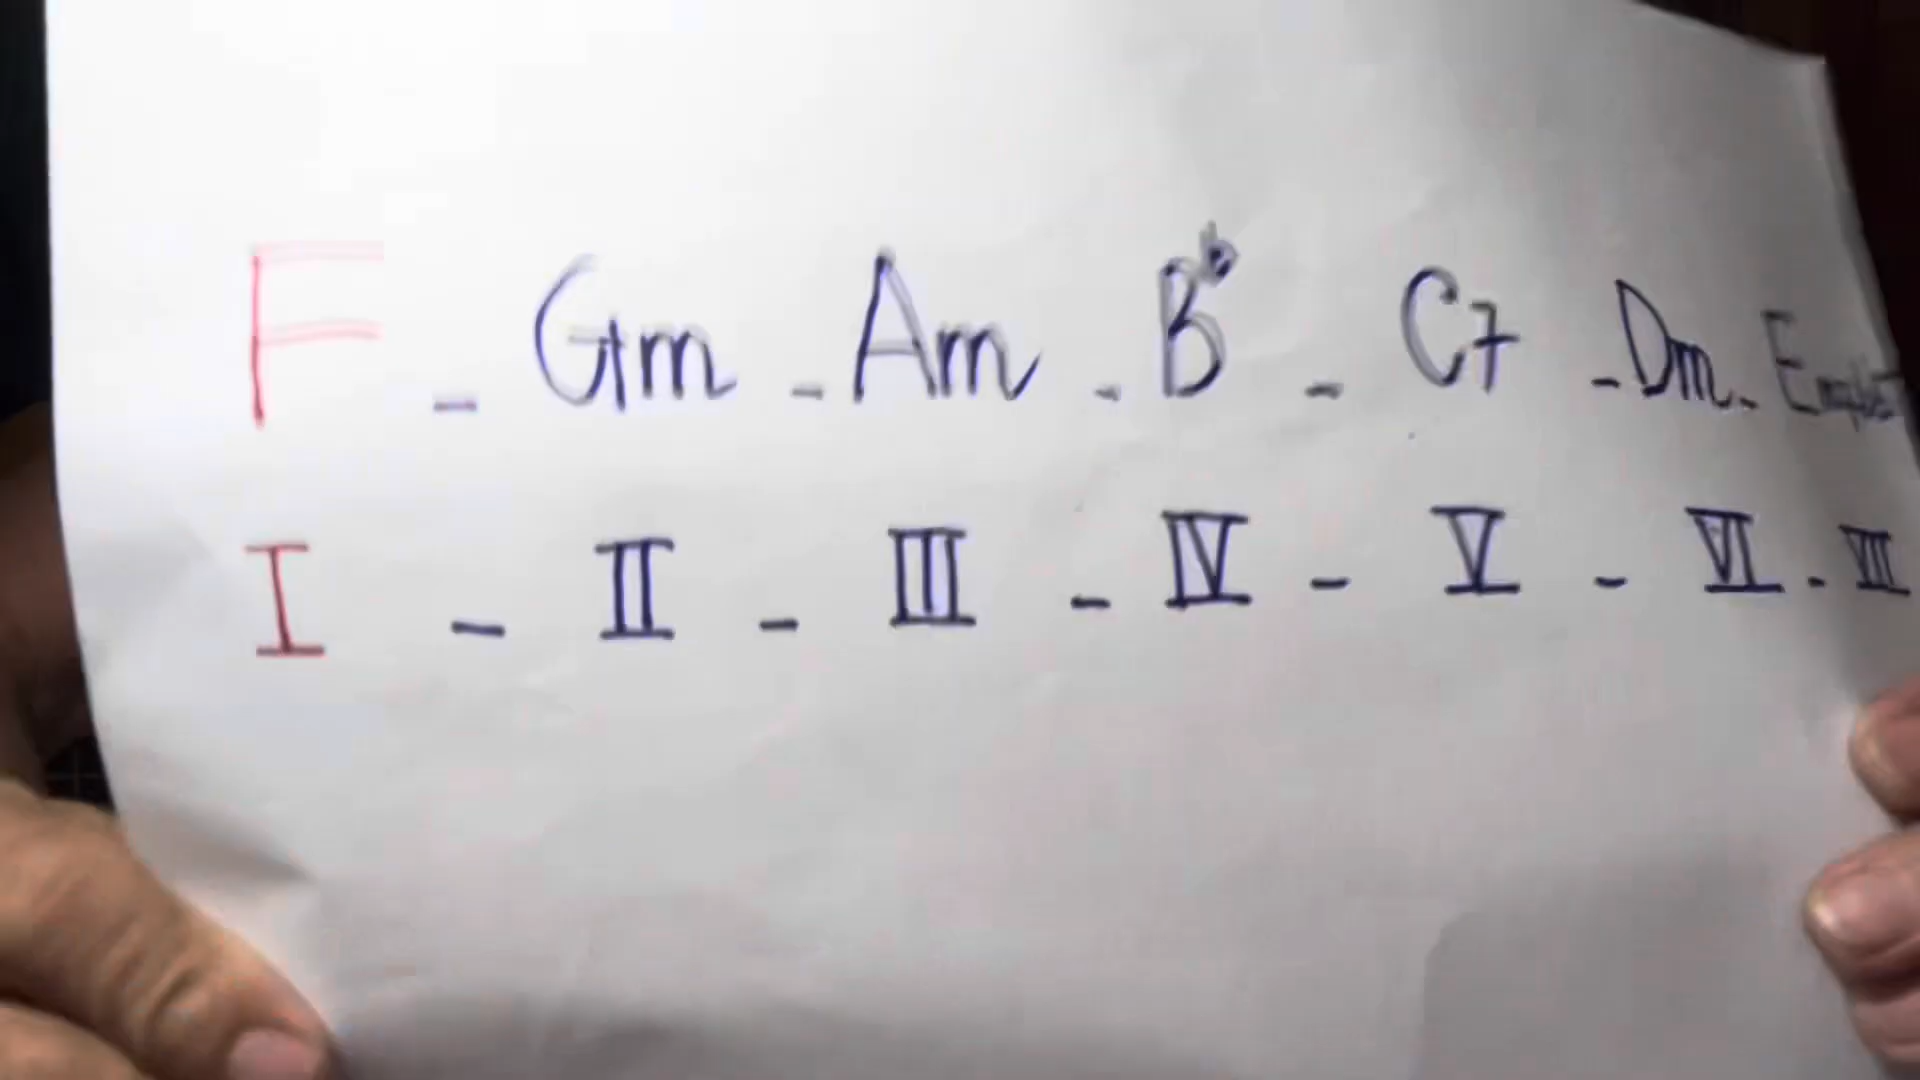 F - Gm - Am - B♭ - C7 - Dm - E
I - II - III - IV - V - VI - VII